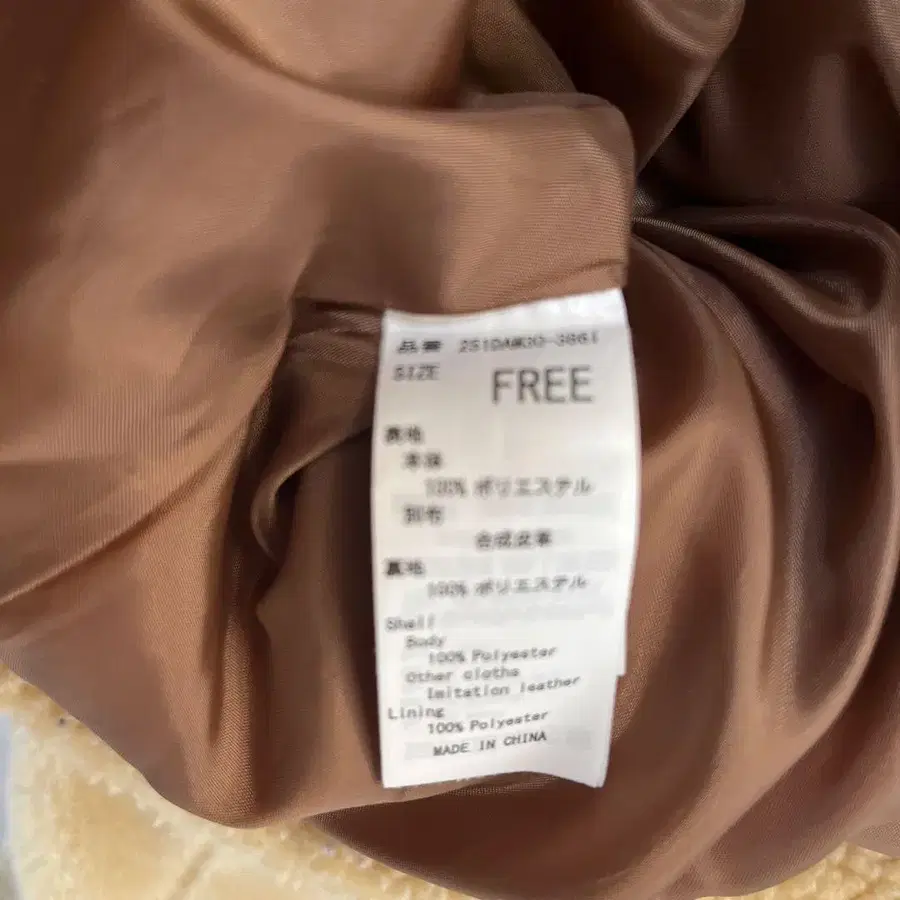 品番 251DAM30-3861
SIZE FREE
表地
本体
100% ポリエステル
別布
合成皮革
裏地
100% ポリエステル
Shell
Body
100% Polyester
Other cloths
Imitation leather
Lining
100% Polyester
MADE IN CHINA